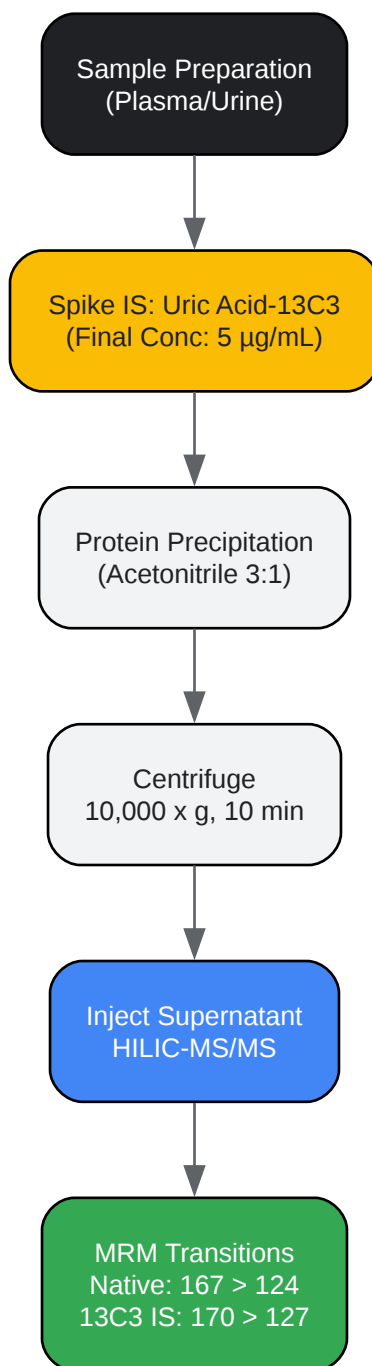 Sample Preparation
(Plasma/Urine)
Spike IS: Uric Acid-13C3
(Final Conc: 5 µg/mL)
Protein Precipitation
(Acetonitrile 3:1)
Centrifuge
10,000 x g, 10 min
Inject Supernatant
HILIC-MS/MS
MRM Transitions
Native: 167 > 124
13C3 IS: 170 > 127